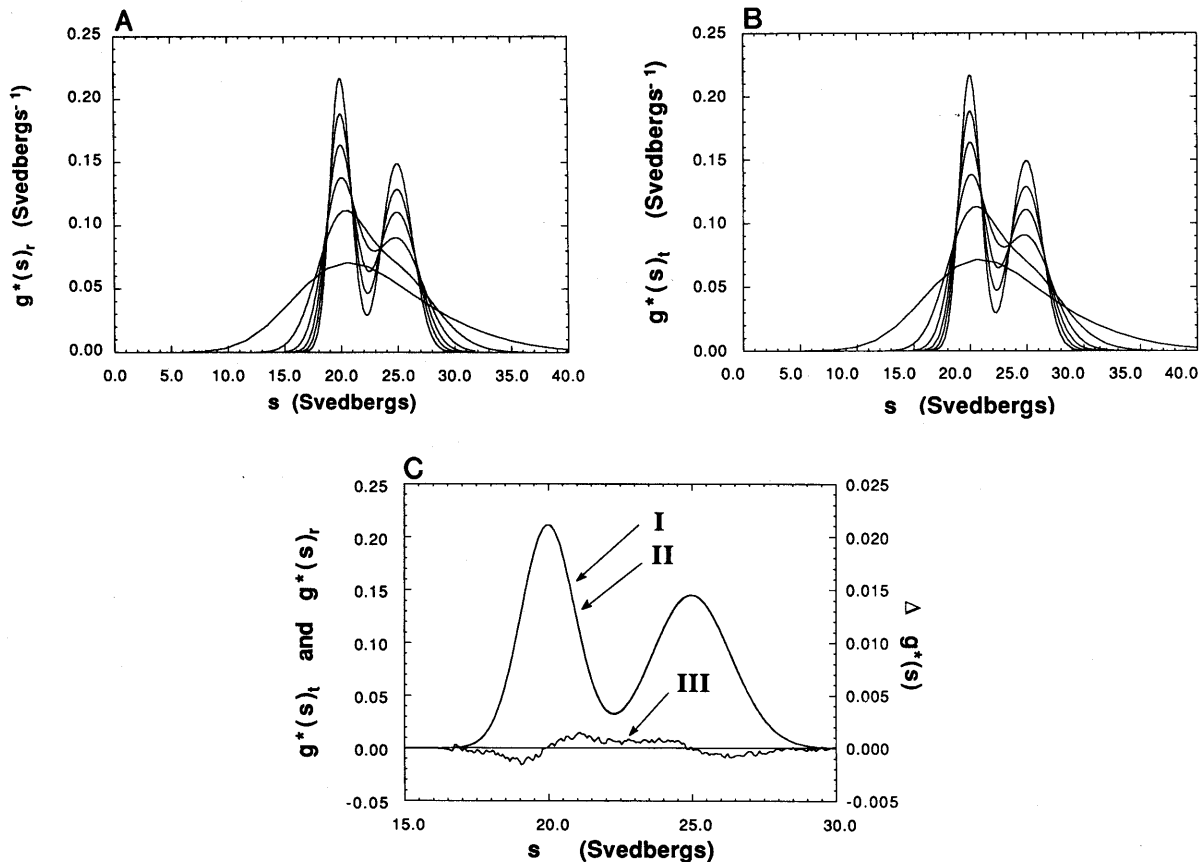 A
0.25
0.20
0.15
0.10
0.05
0.00
g*(s)r (Svedbergs-1)
0.0 5.0 10.0 15.0 20.0 25.0 30.0 35.0 40.0
s (Svedbergs)
B
0.25
0.20
0.15
0.10
0.05
0.00
g*(s)t (Svedbergs-1)
0.0 5.0 10.0 15.0 20.0 25.0 30.0 35.0 40.0
s (Svedbergs)
C
0.25
0.20
0.15
0.10
0.05
0.00
-0.05
g*(s)t and g*(s)r
I
II
III
0.025
0.020
0.015
0.010
0.005
0.000
-0.005
Δ g*(s)
15.0 20.0 25.0 30.0
s (Svedbergs)